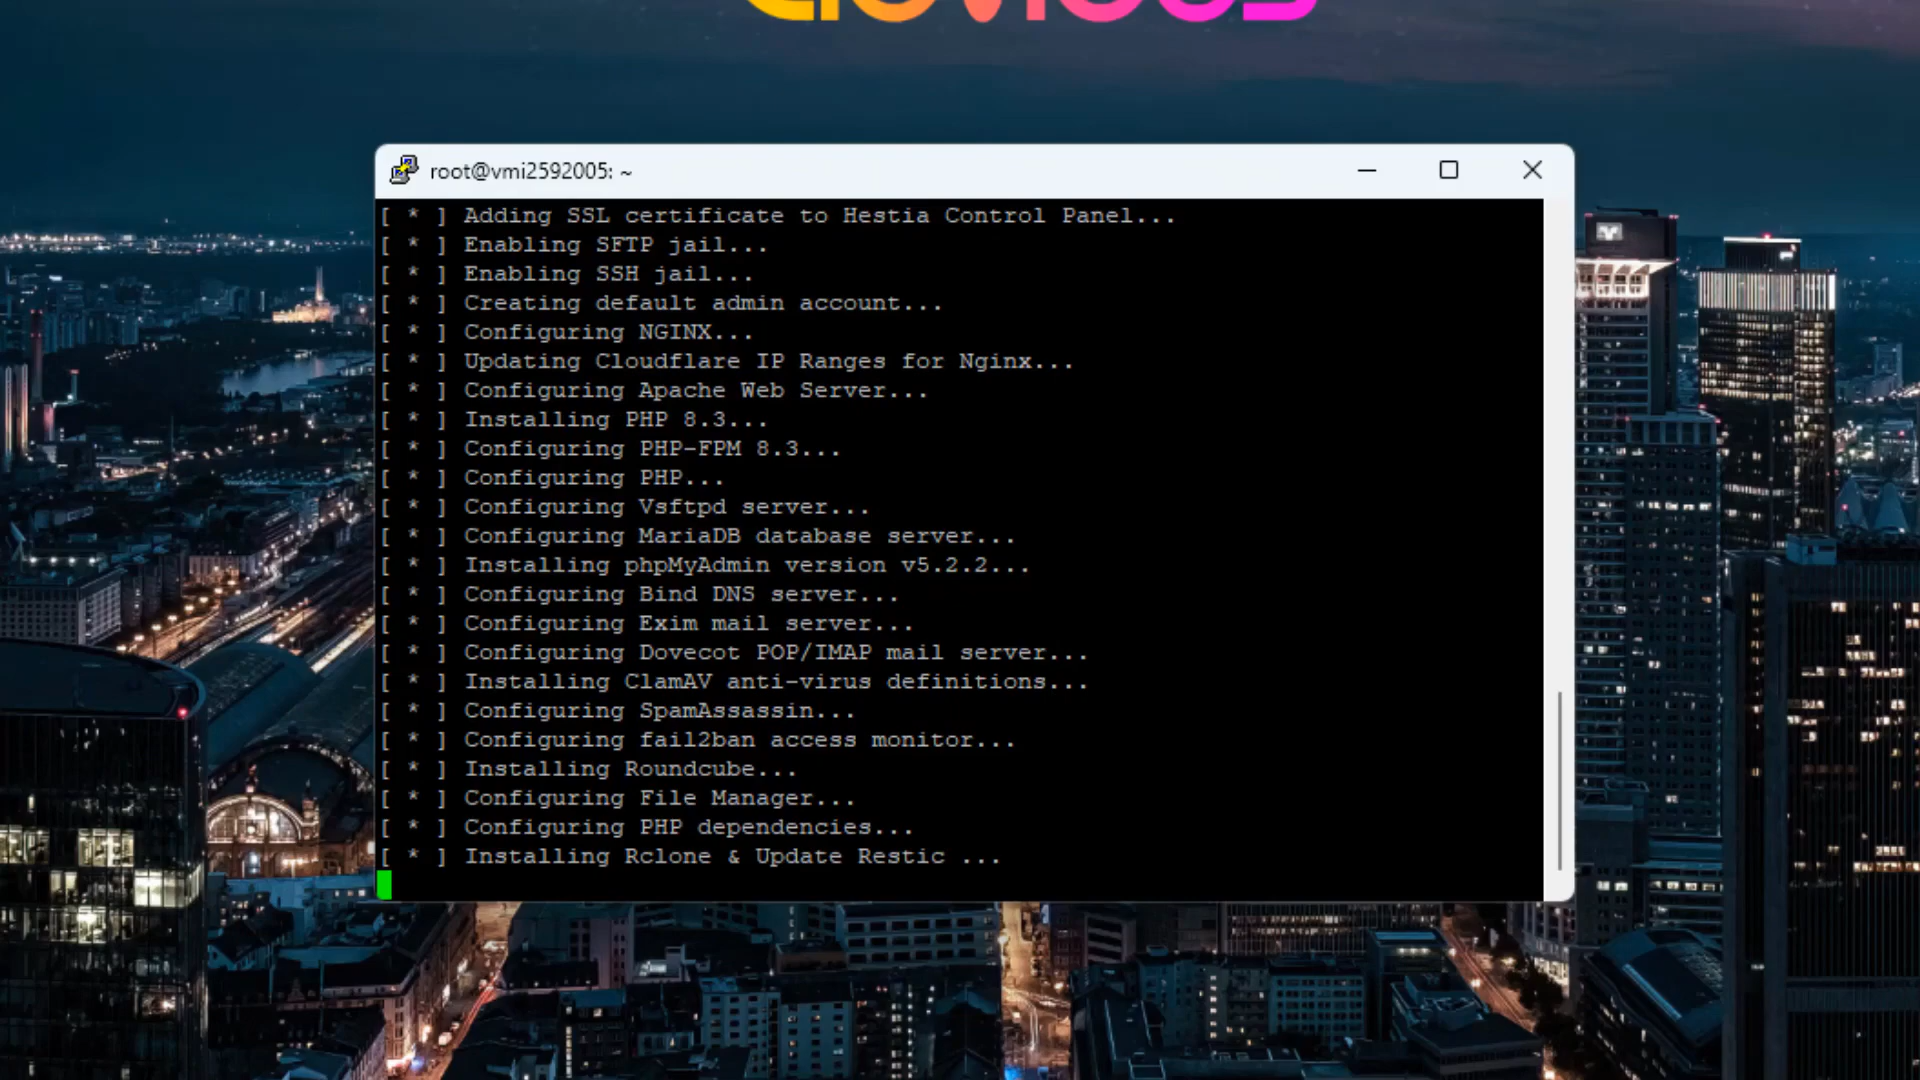 root@vmi2592005: ~
[ * ] Adding SSL certificate to Hestia Control Panel...
[ * ] Enabling SFTP jail...
[ * ] Enabling SSH jail...
[ * ] Creating default admin account...
[ * ] Configuring NGINX...
[ * ] Updating Cloudflare IP Ranges for Nginx...
[ * ] Configuring Apache Web Server...
[ * ] Installing PHP 8.3...
[ * ] Configuring PHP-FPM 8.3...
[ * ] Configuring PHP...
[ * ] Configuring Vsftpd server...
[ * ] Configuring MariaDB database server...
[ * ] Installing phpMyAdmin version v5.2.2...
[ * ] Configuring Bind DNS server...
[ * ] Configuring Exim mail server...
[ * ] Configuring Dovecot POP/IMAP mail server...
[ * ] Installing ClamAV anti-virus definitions...
[ * ] Configuring SpamAssassin...
[ * ] Configuring fail2ban access monitor...
[ * ] Installing Roundcube...
[ * ] Configuring File Manager...
[ * ] Configuring PHP dependencies...
[ * ] Installing Rclone & Update Restic ...